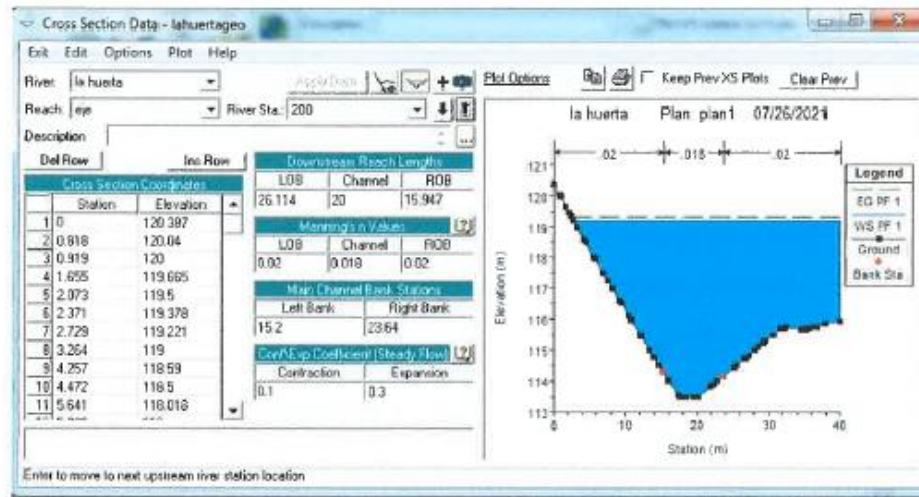 Cross Section Data - lahuertageo
Exit Edit Options Plot Help
River: la huerta
Apply Data
Plot Options
Keep Prev XS Plots
Clear Prev
Reach: eje
River Sta.: 200
Description
Del Row
Ins Row
Cross Section Coordinates
Station Elevation
1 0 120.387
2 0.818 120.04
3 0.919 120
4 1.655 119.665
5 2.073 119.5
6 2.371 119.378
7 2.729 119.221
8 3.264 119
9 4.257 118.59
10 4.472 118.5
11 5.641 118.018
Downstream Reach Lengths
LOB Channel ROB
26.114 20 15.947
Manning's n Values
LOB Channel ROB
0.02 0.018 0.02
Main Channel Bank Stations
Left Bank Right Bank
15.2 23.64
Cont\Exp Coefficient (Steady Flow)
Contraction Expansion
0.1 0.3
la huerta Plan plan1 07/26/2021
.02 .018 .02
Elevation (m)
121
120
119
118
117
116
115
114
113
0 10 20 30 40
Station (m)
Legend
EG PF 1
WS PF 1
Ground
Bank Sta
Enter to move to next upstream river station location